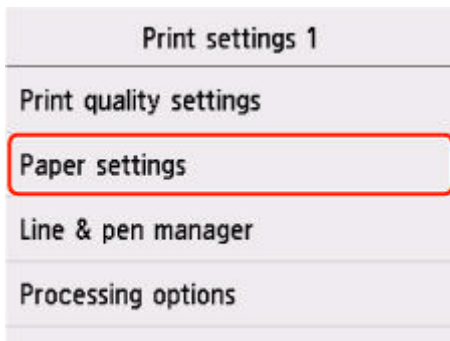 Print settings 1
Print quality settings
Paper settings
Line & pen manager
Processing options